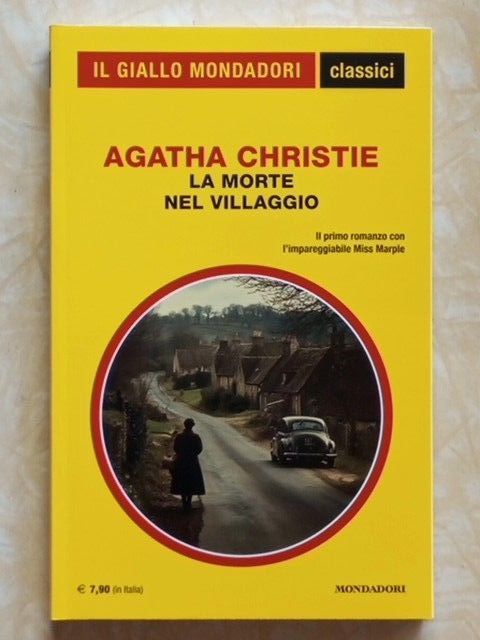 IL GIALLO MONDADORI classici
AGATHA CHRISTIE
LA MORTE
NEL VILLAGGIO
Il primo romanzo con
l'impareggiabile Miss Marple
€ 7,90 (in Italia)
MONDADORI